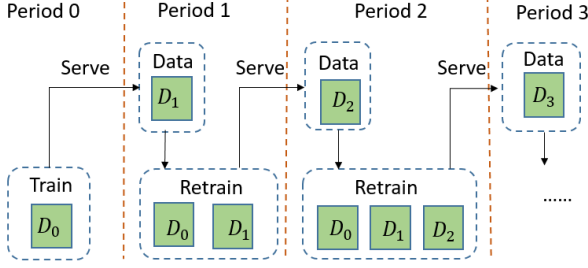 Period 0
Period 1
Period 2
Period 3
Serve
Data
D₁
Serve
Data
D₂
Serve
Data
D₃
Train
D₀
Retrain
D₀ D₁
Retrain
D₀ D₁ D₂
......